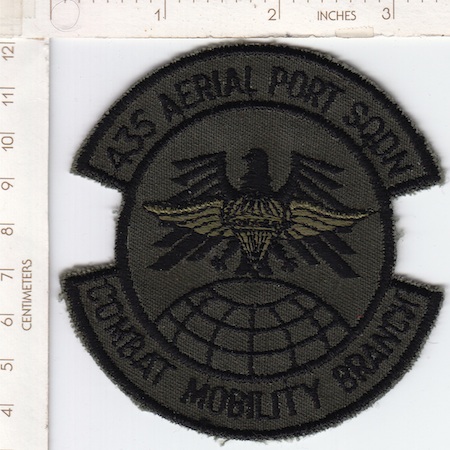 1 2 INCHES 3
12
11
10
9
8
7
6
5
4
CENTIMETERS
435 AERIAL PORT SQDN
COMBAT MOBILITY BRANCH